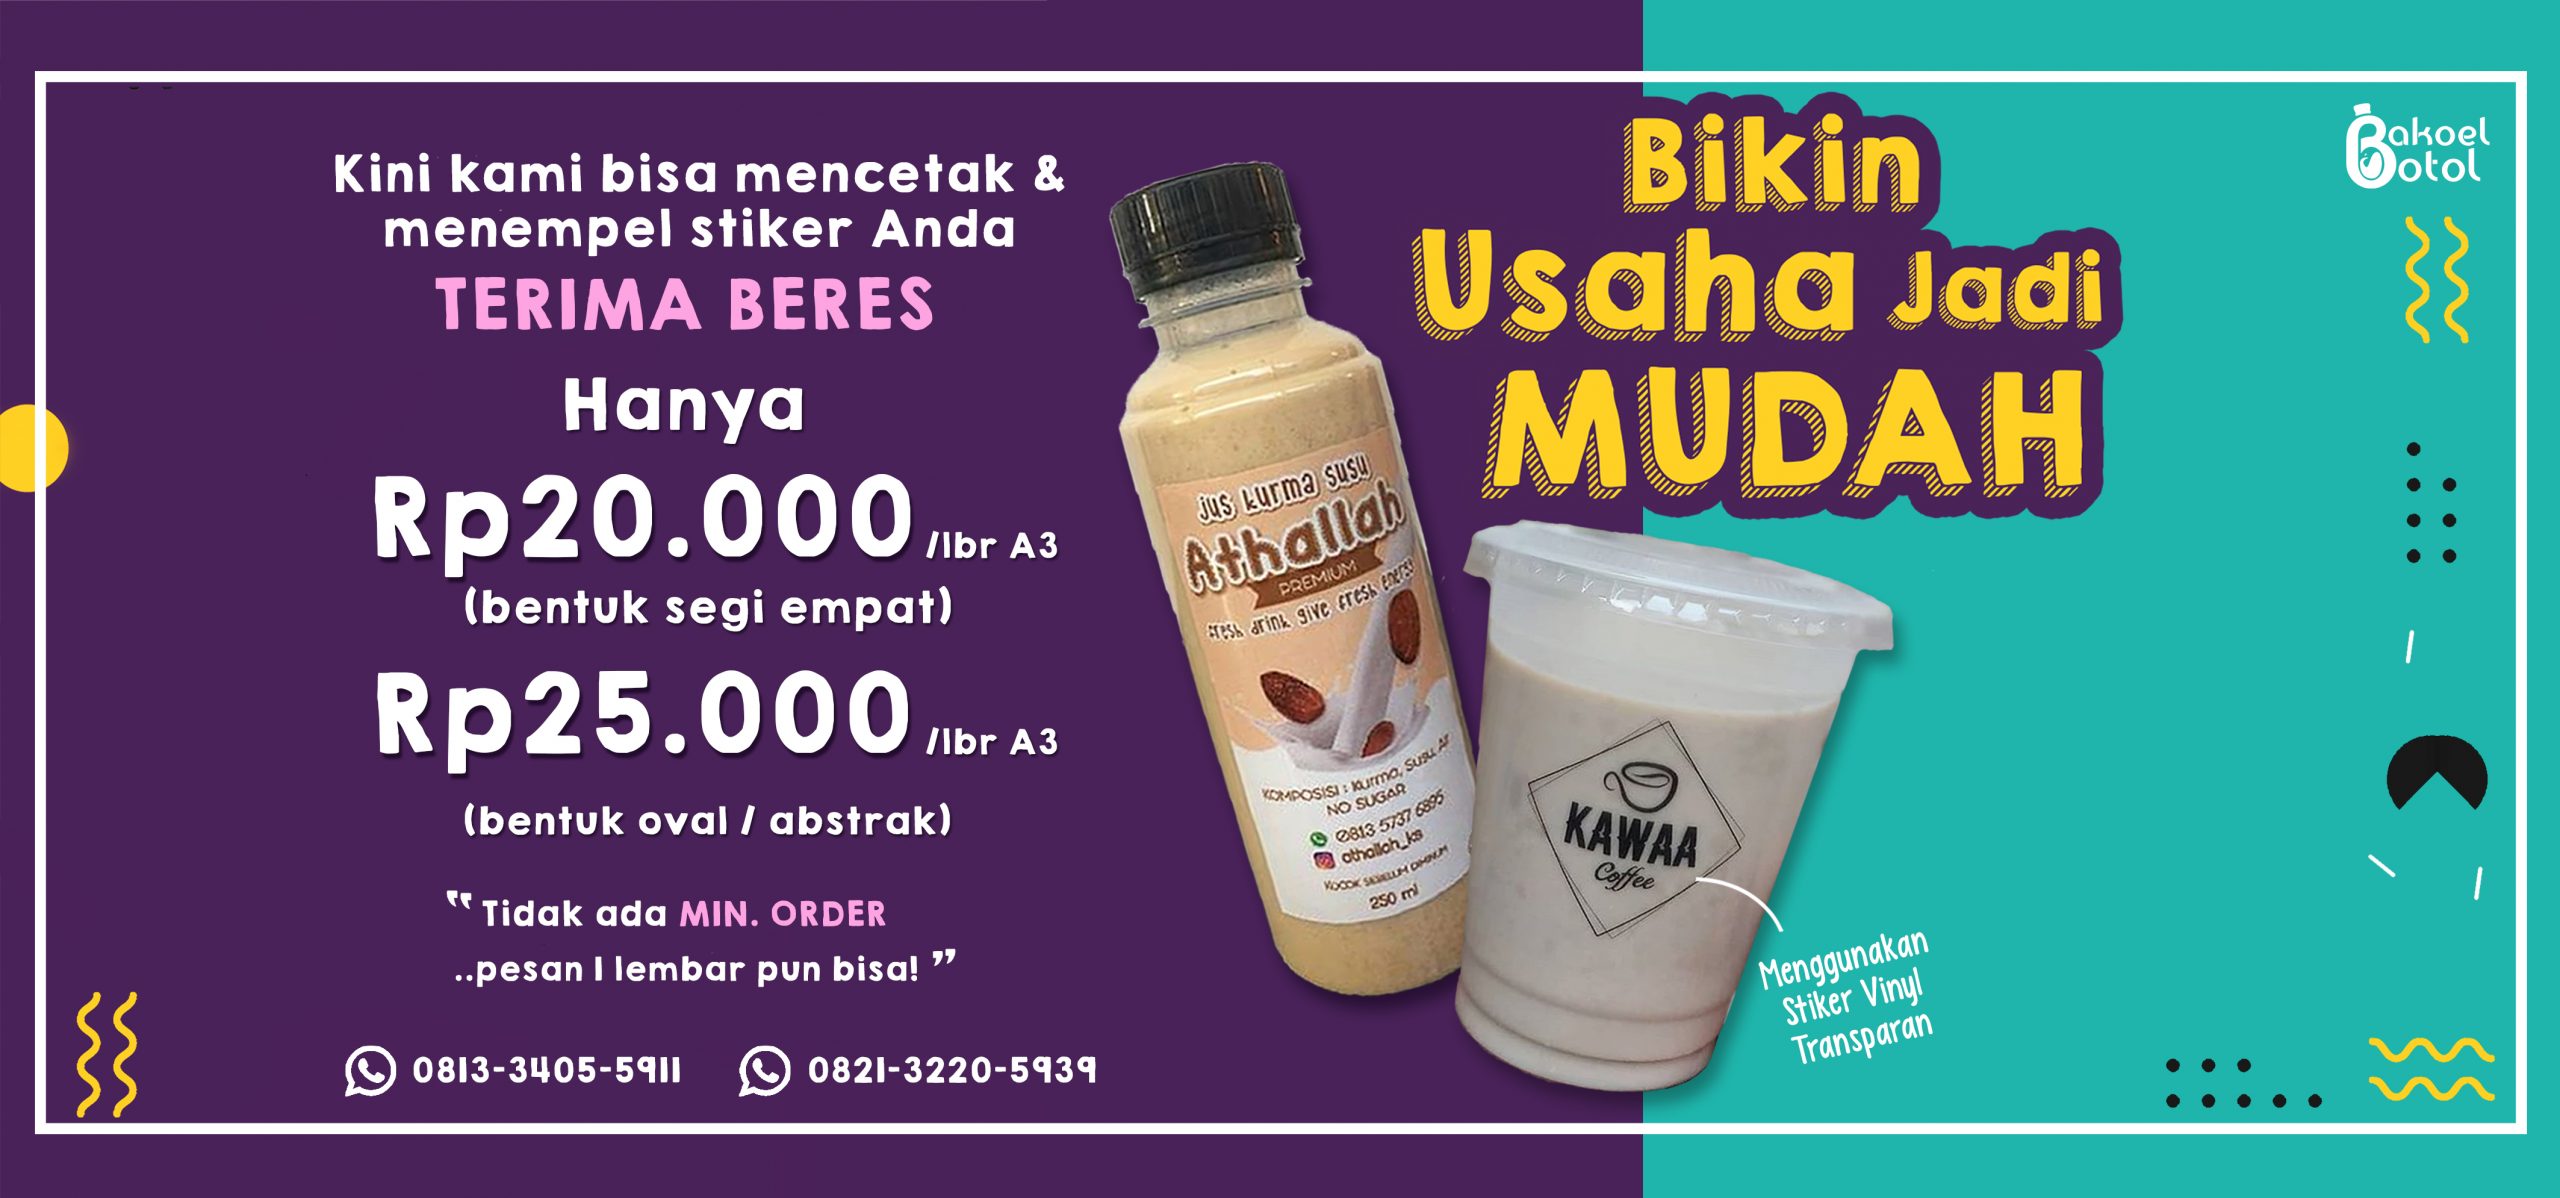 Kini kami bisa mencetak &
menempel stiker Anda
TERIMA BERES
Hanya
Rp20.000 /lbr A3
(bentuk segi empat)
Rp25.000 /lbr A3
(bentuk oval / abstrak)
“Tidak ada MIN. ORDER
..pesan 1 lembar pun bisa!”
0813-3405-5911
0821-3220-5939
Bikin
Usaha Jadi
MUDAH
Bakoel
Botol
jus kurma susu
Athallah
PREMIUM
fresh drink give fresh energy
KOMPOSISI : Kurma, Susu, Air
NO SUGAR
0813 5737 6895
athallah_ks
KOCOK SEBELUM DIMINUM
250 ml
KAWAA
Coffee
Menggunakan
Stiker Vinyl
Transparan